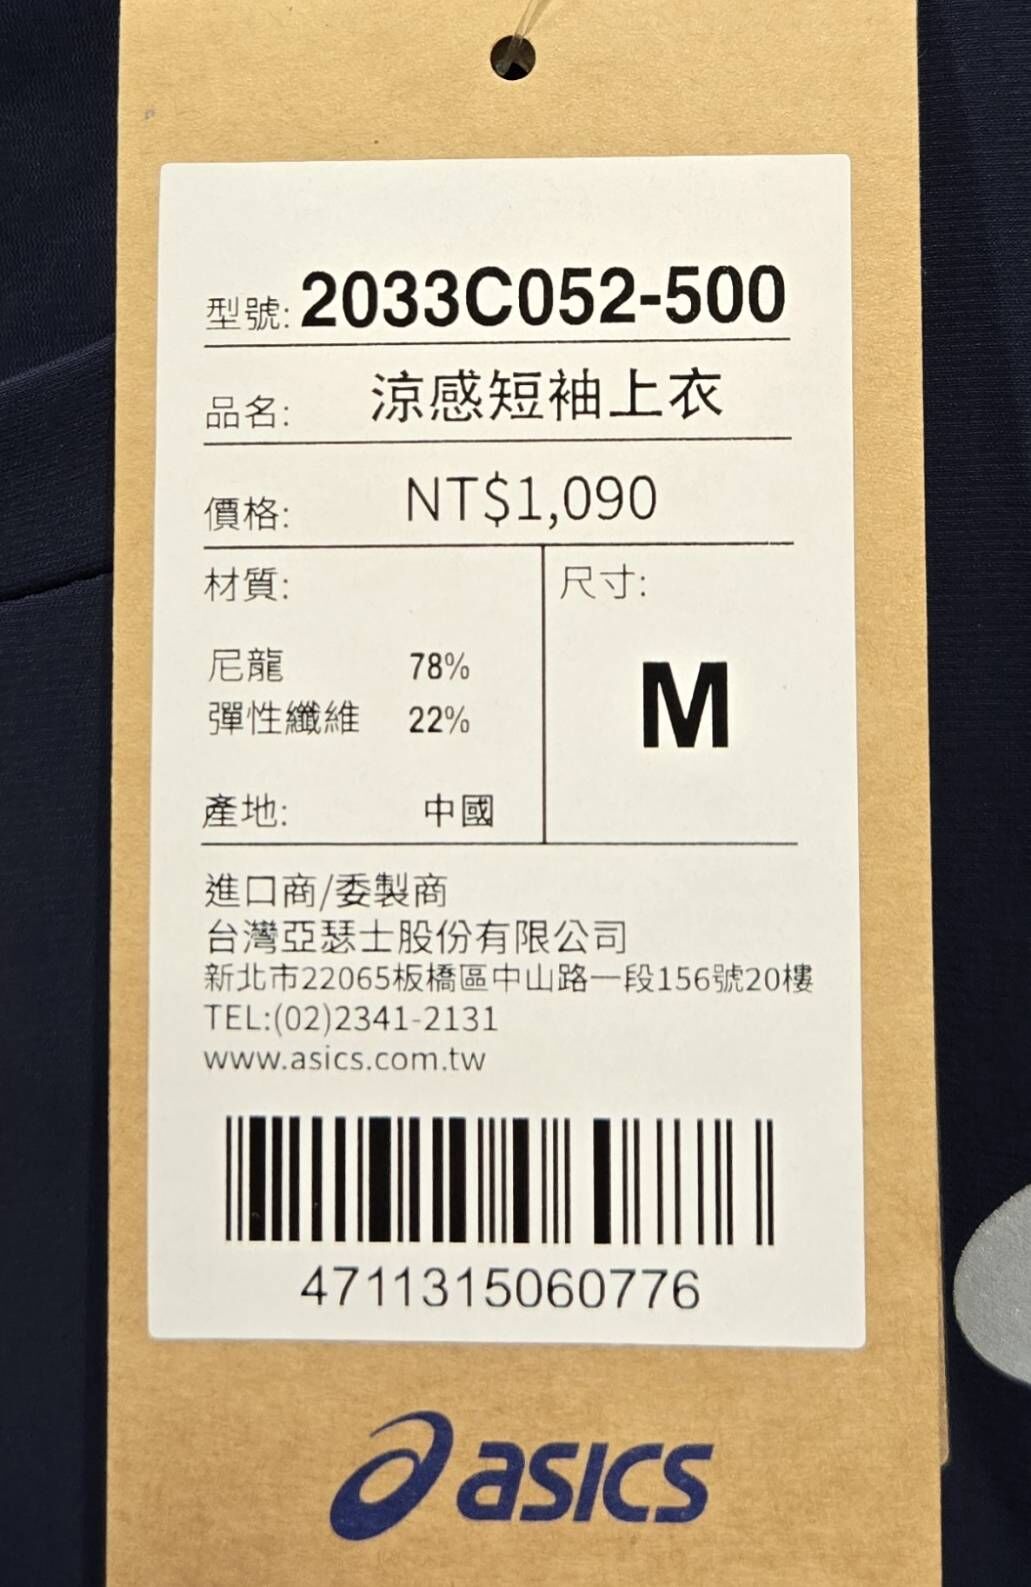 型號: 2033C052-500
品名: 涼感短袖上衣
價格: NT$1,090
材質:
尼龍 78%
彈性纖維 22%
產地: 中國
尺寸:
M
進口商/委製商
台灣亞瑟士股份有限公司
新北市22065板橋區中山路一段156號20樓
TEL:(02)2341-2131
www.asics.com.tw
4711315060776
asics